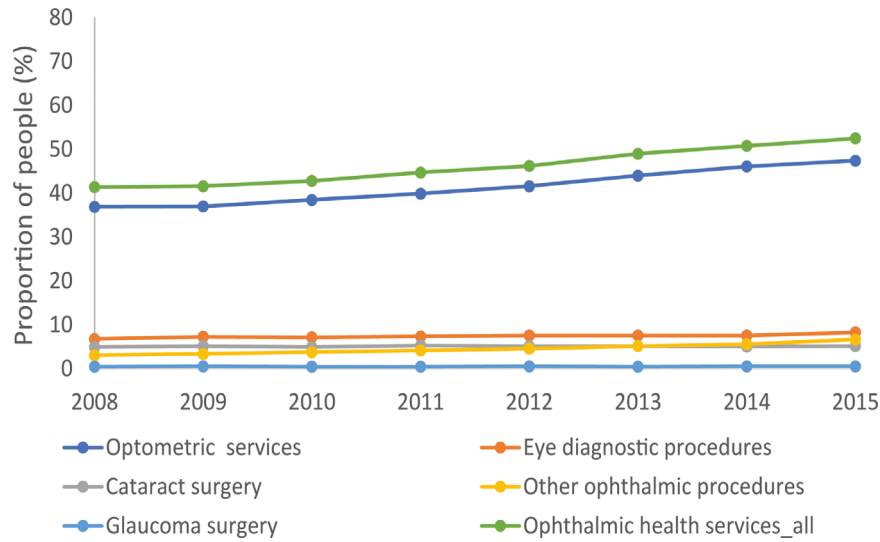 Proportion of people (%)
80
70
60
50
40
30
20
10
0
2008 2009 2010 2011 2012 2013 2014 2015
Optometric services Eye diagnostic procedures
Cataract surgery Other ophthalmic procedures
Glaucoma surgery Ophthalmic health services_all